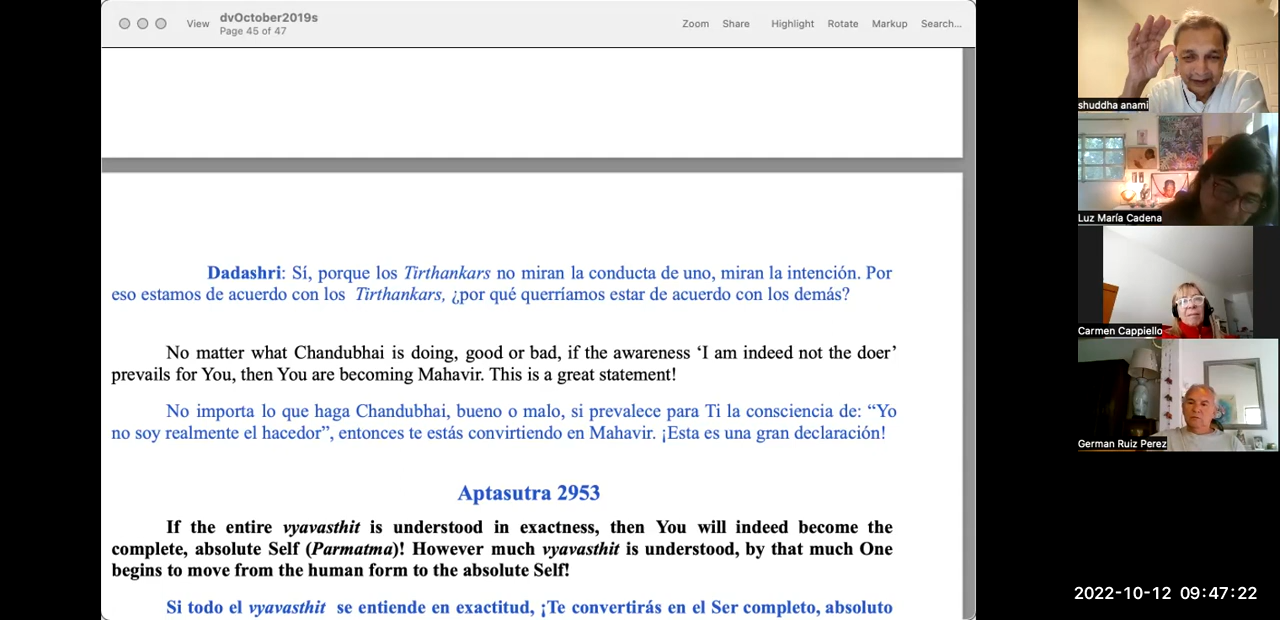 View
dvOctober2019s
Page 45 of 47
Zoom Share Highlight Rotate Markup Search...
Dadashri: Sí, porque los Tirthankars no miran la conducta de uno, miran la intención. Por
eso estamos de acuerdo con los Tirthankars, ¿por qué querríamos estar de acuerdo con los demás?
No matter what Chandubhai is doing, good or bad, if the awareness ‘I am indeed not the doer’
prevails for You, then You are becoming Mahavir. This is a great statement!
No importa lo que haga Chandubhai, bueno o malo, si prevalece para Ti la consciencia de: “Yo
no soy realmente el hacedor”, entonces te estás convirtiendo en Mahavir. ¡Esta es una gran declaración!
Aptasutra 2953
If the entire vyavasthit is understood in exactness, then You will indeed become the
complete, absolute Self (Parmatma)! However much vyavasthit is understood, by that much One
begins to move from the human form to the absolute Self!
Si todo el vyavasthit se entiende en exactitud, ¡Te convertirás en el Ser completo, absoluto
shuddha anami
Luz María Cadena
Carmen Cappiello
German Ruiz Perez
2022-10-12 09:47:22